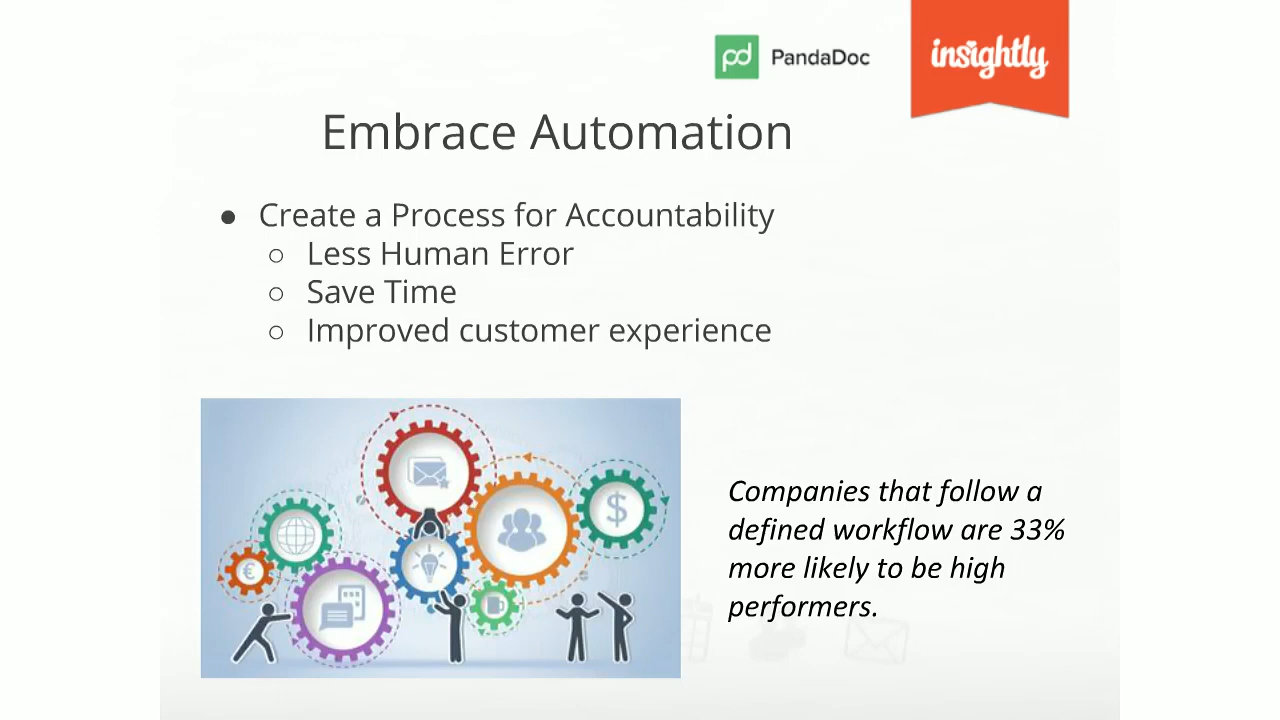 pd PandaDoc
insightly
Embrace Automation
● Create a Process for Accountability
○ Less Human Error
○ Save Time
○ Improved customer experience
€
$
Companies that follow a
defined workflow are 33%
more likely to be high
performers.